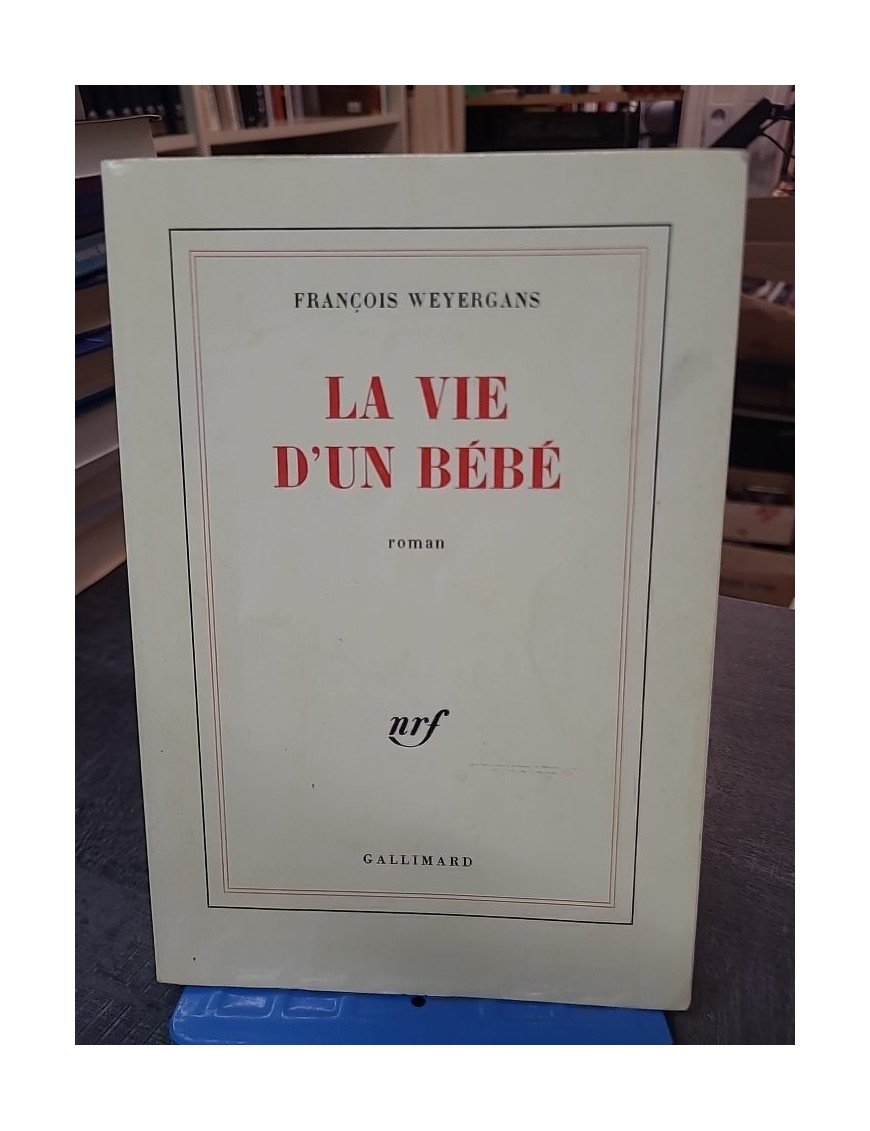 FRANÇOIS WEYERGANS
LA VIE
D'UN BÉBÉ
roman
nrf
GALLIMARD